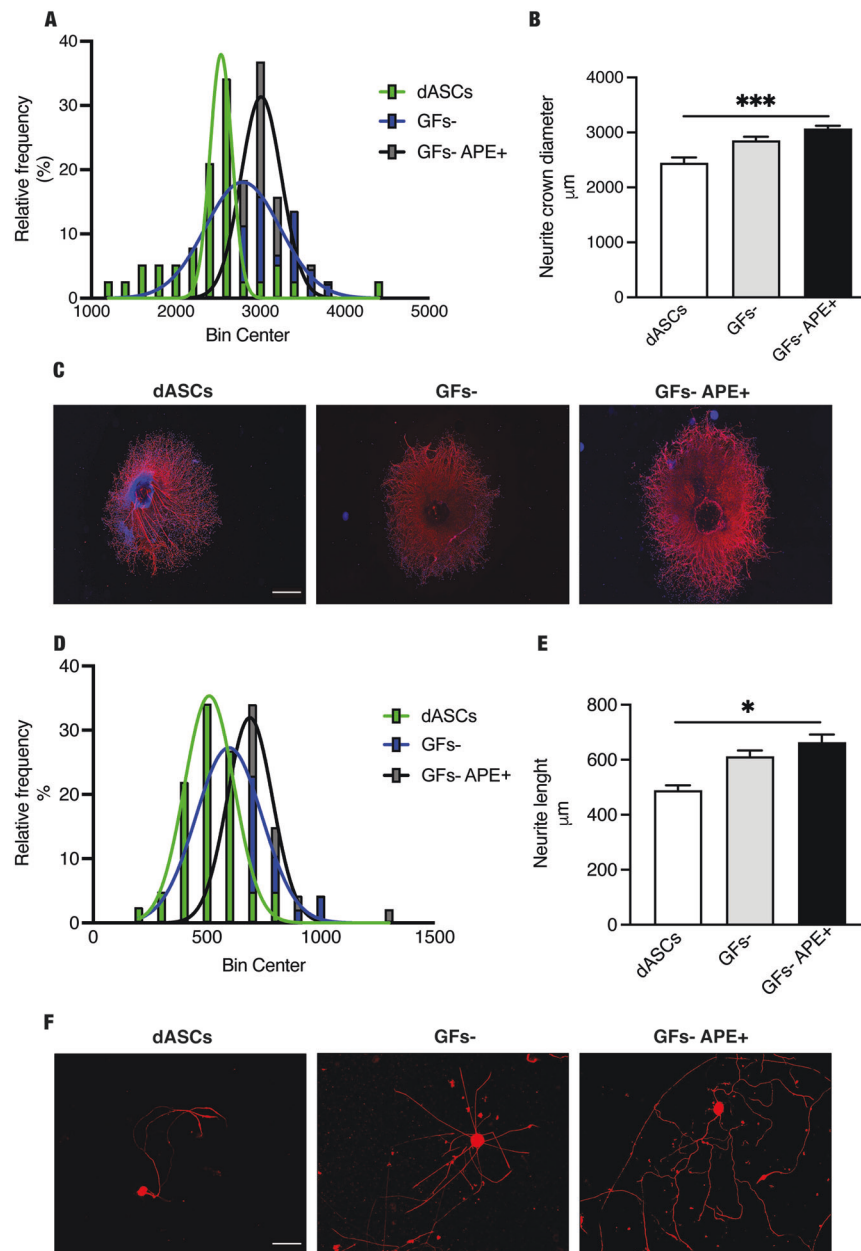 A
40
30
20
10
0
Relative frequency
(%)
1000
2000
3000
4000
5000
Bin Center
dASCs
GFs-
GFs- APE+
B
4000
3000
2000
1000
0
Neurite crown diameter
μm
***
dASCs
GFs-
GFs- APE+
C
dASCs
GFs-
GFs- APE+
D
40
30
20
10
0
Relative frequency
%
0
500
1000
1500
Bin Center
dASCs
GFs-
GFs- APE+
E
800
600
400
200
0
Neurite lenght
μm
*
dASCs
GFs-
GFs- APE+
F
dASCs
GFs-
GFs- APE+